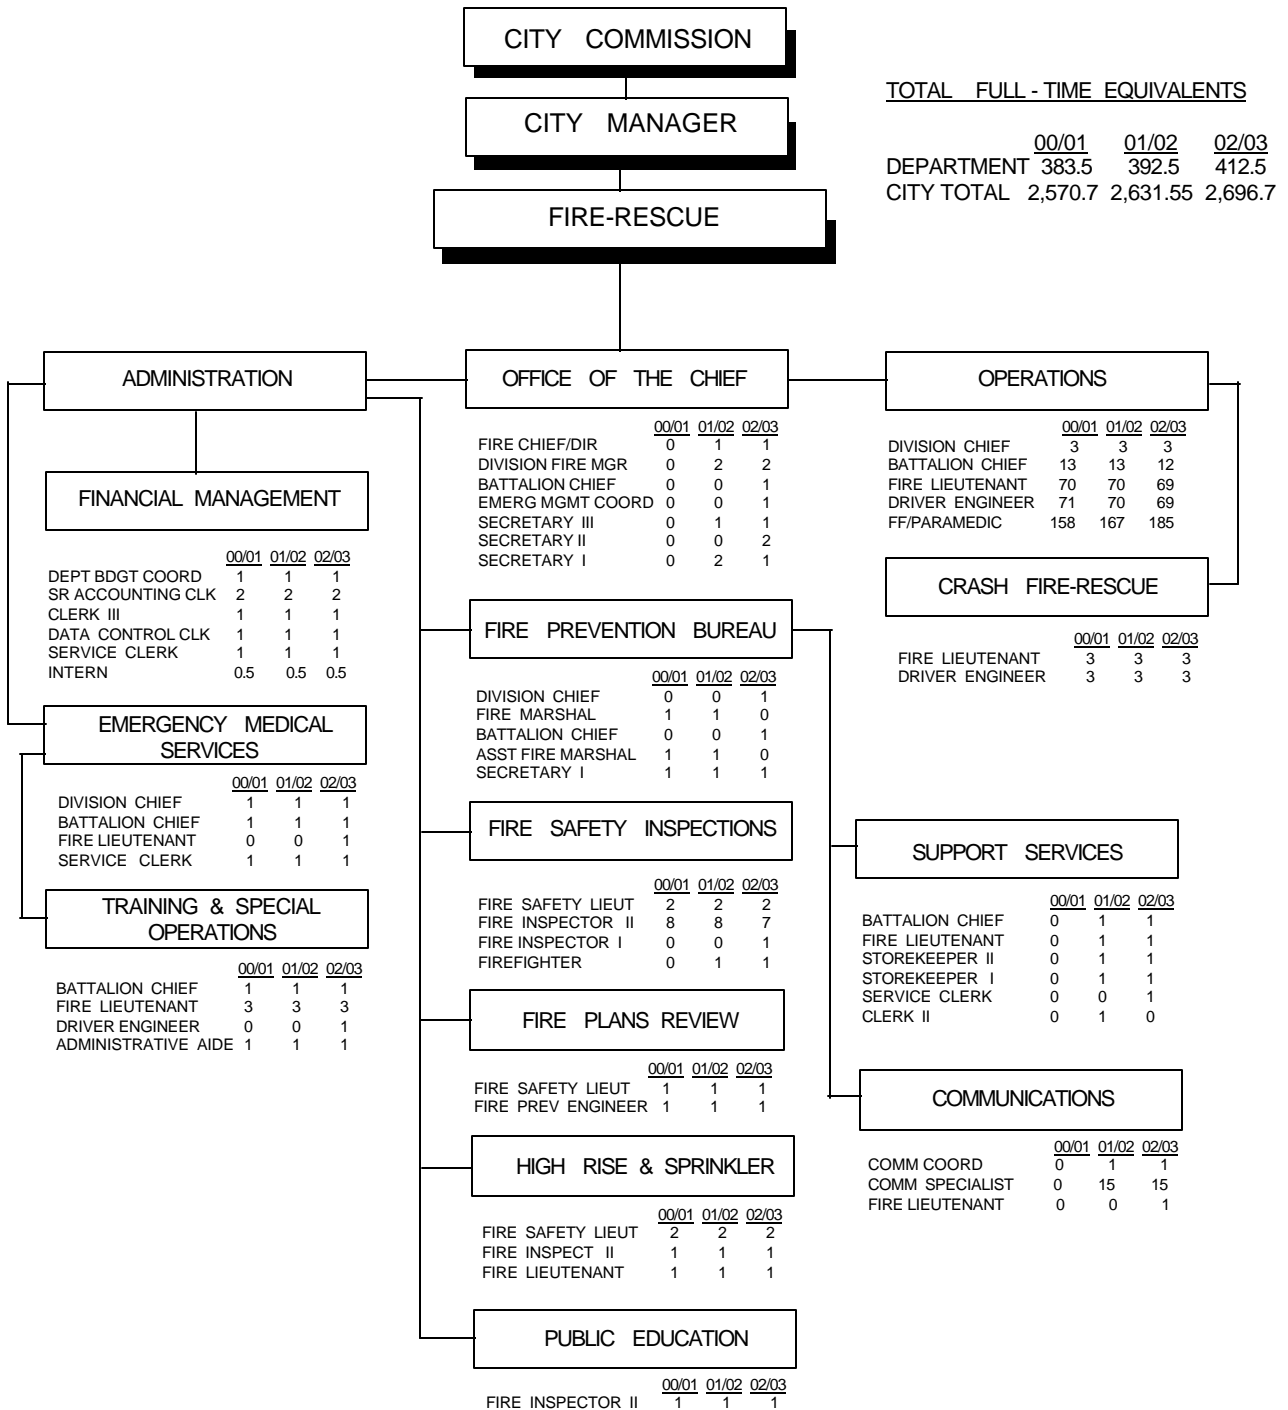 CITY COMMISSION
CITY MANAGER
FIRE-RESCUE
TOTAL FULL - TIME EQUIVALENTS
00/01 01/02 02/03
DEPARTMENT 383.5 392.5 412.5
CITY TOTAL 2,570.7 2,631.55 2,696.7
ADMINISTRATION
FINANCIAL MANAGEMENT
00/01 01/02 02/03
DEPT BDGT COORD 1 1 1
SR ACCOUNTING CLK 2 2 2
CLERK III 1 1 1
DATA CONTROL CLK 1 1 1
SERVICE CLERK 1 1 1
INTERN 0.5 0.5 0.5
EMERGENCY MEDICAL
SERVICES
00/01 01/02 02/03
DIVISION CHIEF 1 1 1
BATTALION CHIEF 1 1 1
FIRE LIEUTENANT 0 0 1
SERVICE CLERK 1 1 1
TRAINING & SPECIAL
OPERATIONS
00/01 01/02 02/03
BATTALION CHIEF 1 1 1
FIRE LIEUTENANT 3 3 3
DRIVER ENGINEER 0 0 1
ADMINISTRATIVE AIDE 1 1 1
OFFICE OF THE CHIEF
00/01 01/02 02/03
FIRE CHIEF/DIR 0 1 1
DIVISION FIRE MGR 0 2 2
BATTALION CHIEF 0 0 1
EMERG MGMT COORD 0 0 1
SECRETARY III 0 1 1
SECRETARY II 0 0 2
SECRETARY I 0 2 1
FIRE PREVENTION BUREAU
00/01 01/02 02/03
DIVISION CHIEF 0 0 1
FIRE MARSHAL 1 1 0
BATTALION CHIEF 0 0 1
ASST FIRE MARSHAL 1 1 0
SECRETARY I 1 1 1
FIRE SAFETY INSPECTIONS
00/01 01/02 02/03
FIRE SAFETY LIEUT 2 2 2
FIRE INSPECTOR II 8 8 7
FIRE INSPECTOR I 0 0 1
FIREFIGHTER 0 1 1
FIRE PLANS REVIEW
00/01 01/02 02/03
FIRE SAFETY LIEUT 1 1 1
FIRE PREV ENGINEER 1 1 1
HIGH RISE & SPRINKLER
00/01 01/02 02/03
FIRE SAFETY LIEUT 2 2 2
FIRE INSPECT II 1 1 1
FIRE LIEUTENANT 1 1 1
PUBLIC EDUCATION
00/01 01/02 02/03
FIRE INSPECTOR II 1 1 1
OPERATIONS
00/01 01/02 02/03
DIVISION CHIEF 3 3 3
BATTALION CHIEF 13 13 12
FIRE LIEUTENANT 70 70 69
DRIVER ENGINEER 71 70 69
FF/PARAMEDIC 158 167 185
CRASH FIRE-RESCUE
00/01 01/02 02/03
FIRE LIEUTENANT 3 3 3
DRIVER ENGINEER 3 3 3
SUPPORT SERVICES
00/01 01/02 02/03
BATTALION CHIEF 0 1 1
FIRE LIEUTENANT 0 1 1
STOREKEEPER II 0 1 1
STOREKEEPER I 0 1 1
SERVICE CLERK 0 0 1
CLERK II 0 1 0
COMMUNICATIONS
00/01 01/02 02/03
COMM COORD 0 1 1
COMM SPECIALIST 0 15 15
FIRE LIEUTENANT 0 0 1